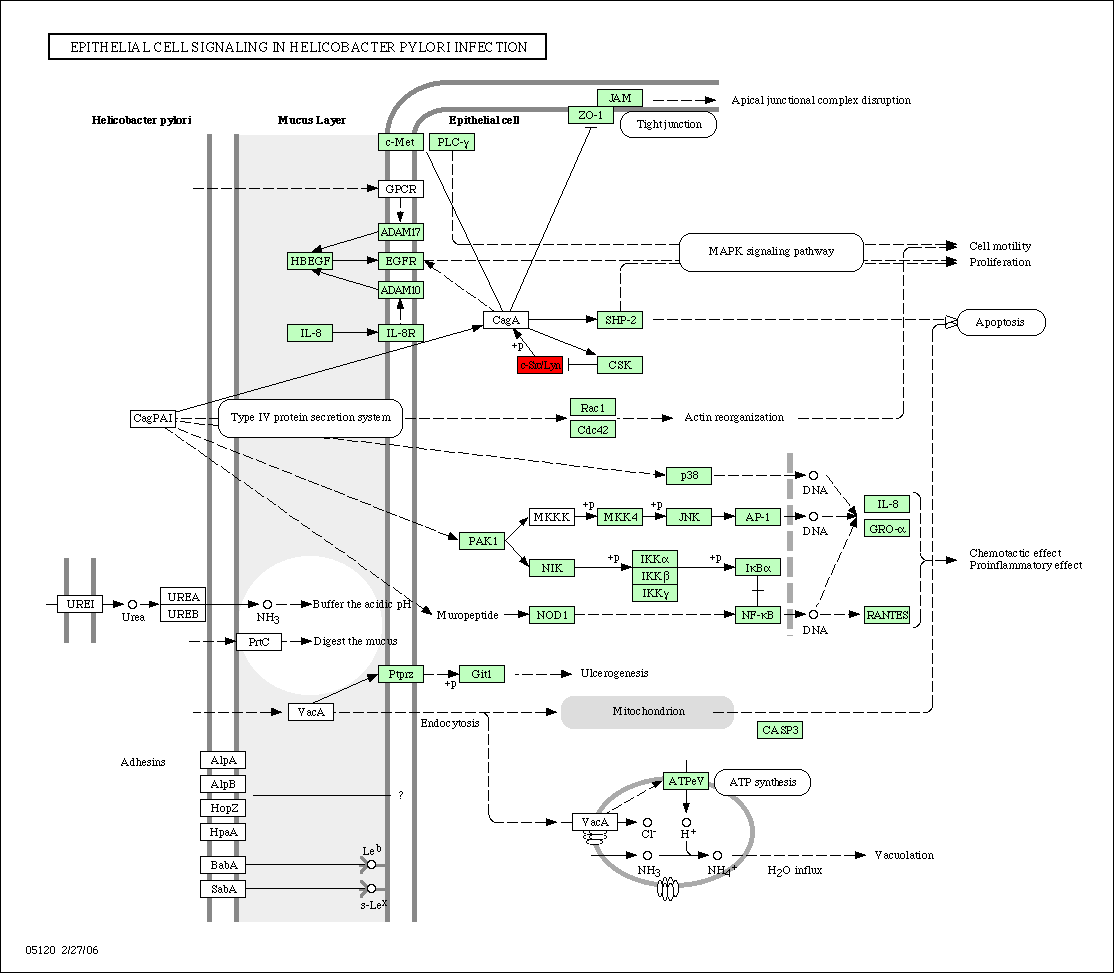 EPITHELIAL CELL SIGNALING IN HELICOBACTER PYLORI INFECTION
Helicobacter pylori
Mucus Layer
Epithelial cell
JAM
ZO-1
Apical junctional complex disruption
Tight junction
c-Met
PLC-γ
GPCR
ADAM17
HBEGF
EGFR
ADAM10
IL-8
IL-8R
MAPK signaling pathway
Cell motility
Proliferation
CagA
SHP-2
Apoptosis
+p
c-Src/Lyn
CSK
CagPAI
Type IV protein secretion system
Rac1
Cdc42
Actin reorganization
p38
DNA
PAK1
MKKK
+p
MKK4
+p
JNK
AP-1
DNA
IL-8
GRO-α
NIK
+p
IKKα
IKKβ
IKKγ
+p
IκBα
Chemotactic effect
Proinflammatory effect
UREI
Urea
UREA
UREB
NH3
Buffer the acidic pH
Muropeptide
NOD1
NF-κB
DNA
RANTES
PrtC
Digest the mucus
Ptprz
+p
Git1
Ulcerogenesis
VacA
Endocytosis
Mitochondrion
CASP3
Adhesins
AlpA
AlpB
HopZ
HpaA
BabA
SabA
?
Le b
s-Le x
ATPeV
ATP synthesis
VacA
Cl-
H+
NH3
NH4+
H2O influx
Vacuolation
05120 2/27/06